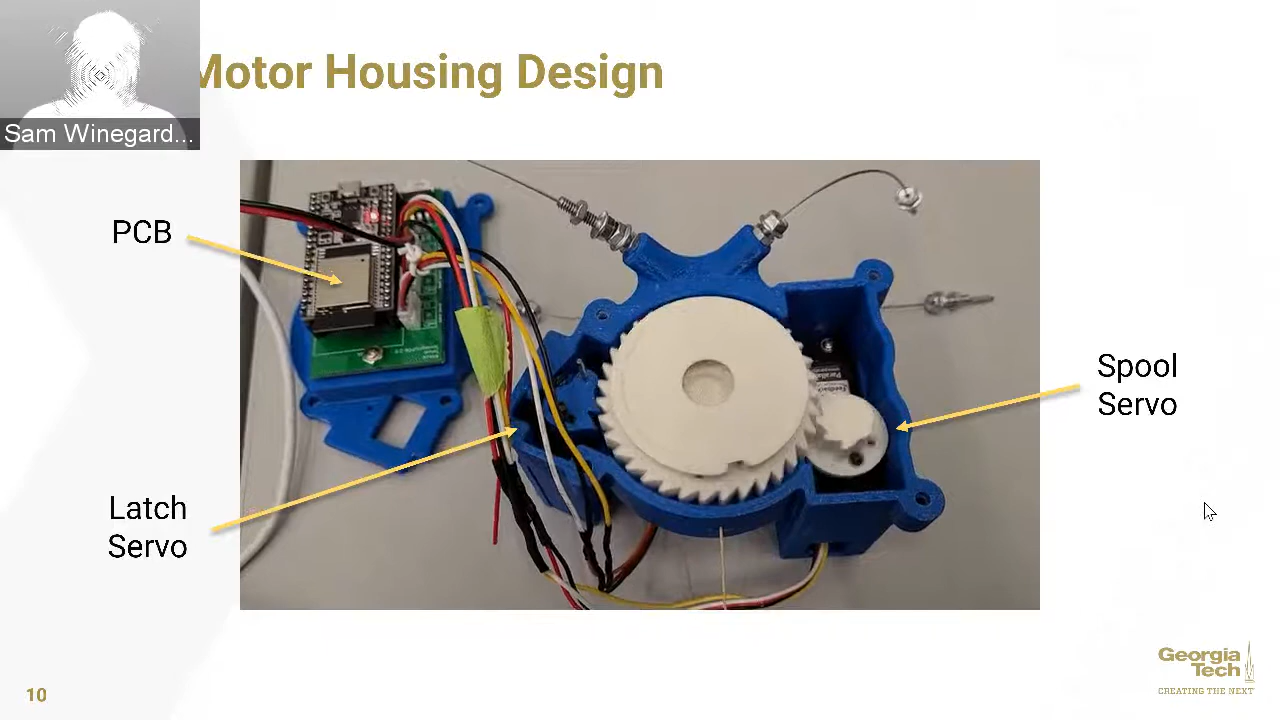 Motor Housing Design
Sam Winegard...
PCB
Spool
Servo
Latch
Servo
Georgia
Tech
CREATING THE NEXT
10